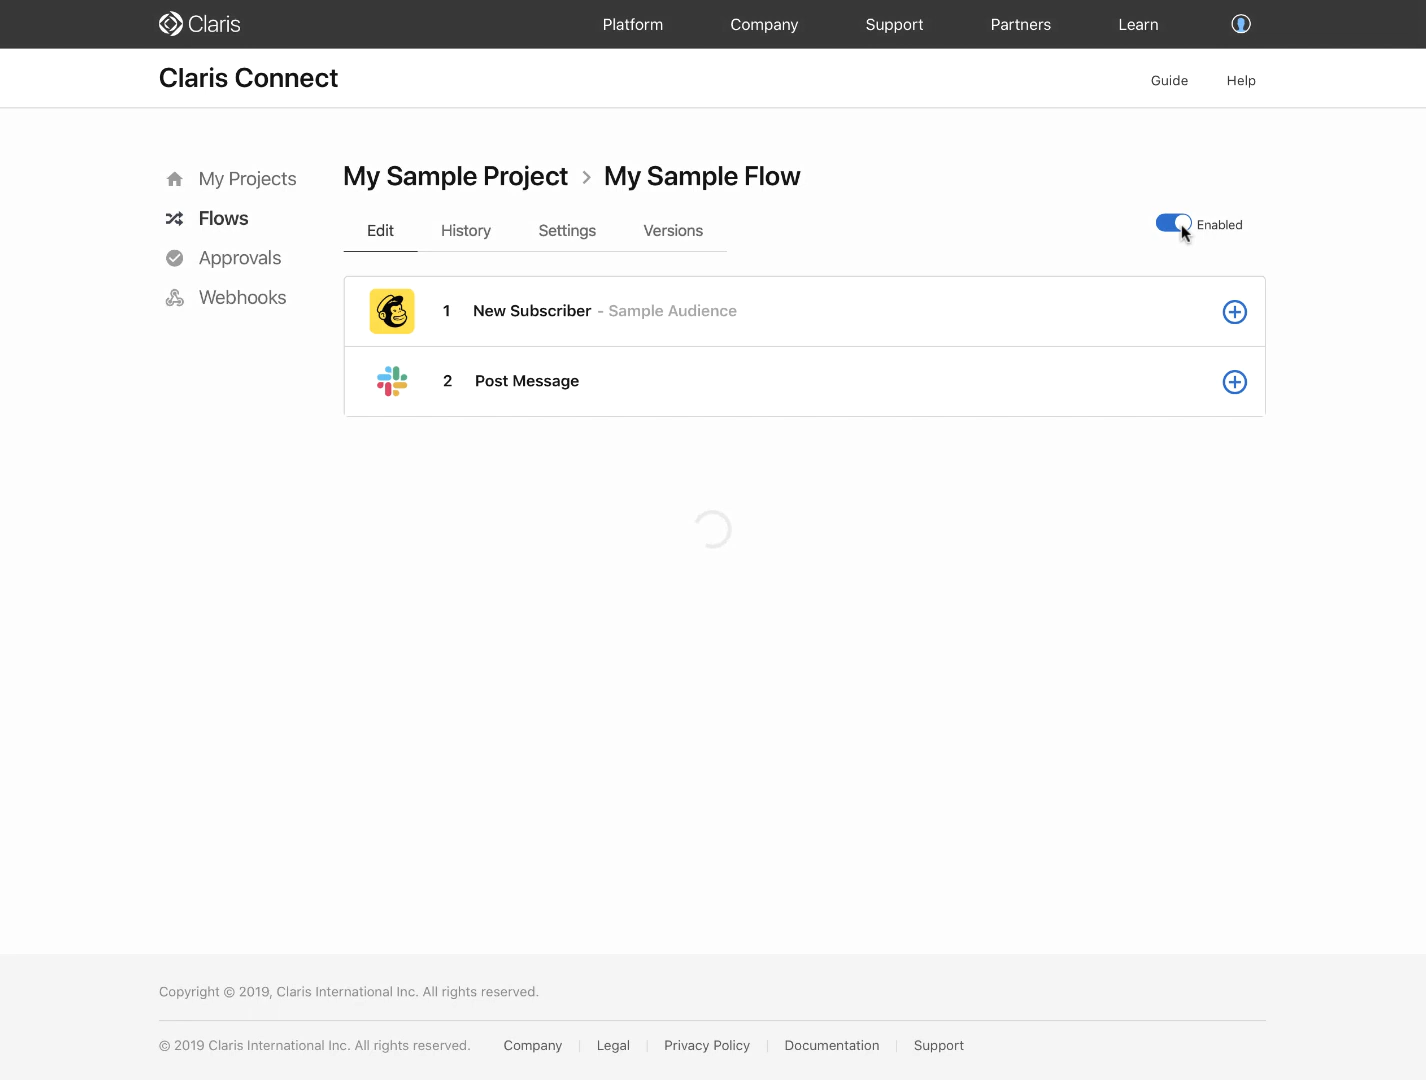 Claris
Platform
Company
Support
Partners
Learn
Claris Connect
Guide
Help
My Projects
Flows
Approvals
Webhooks
My Sample Project > My Sample Flow
Edit
History
Settings
Versions
Enabled
1 New Subscriber - Sample Audience
2 Post Message
Copyright © 2019, Claris International Inc. All rights reserved.
© 2019 Claris International Inc. All rights reserved. Company | Legal | Privacy Policy | Documentation | Support